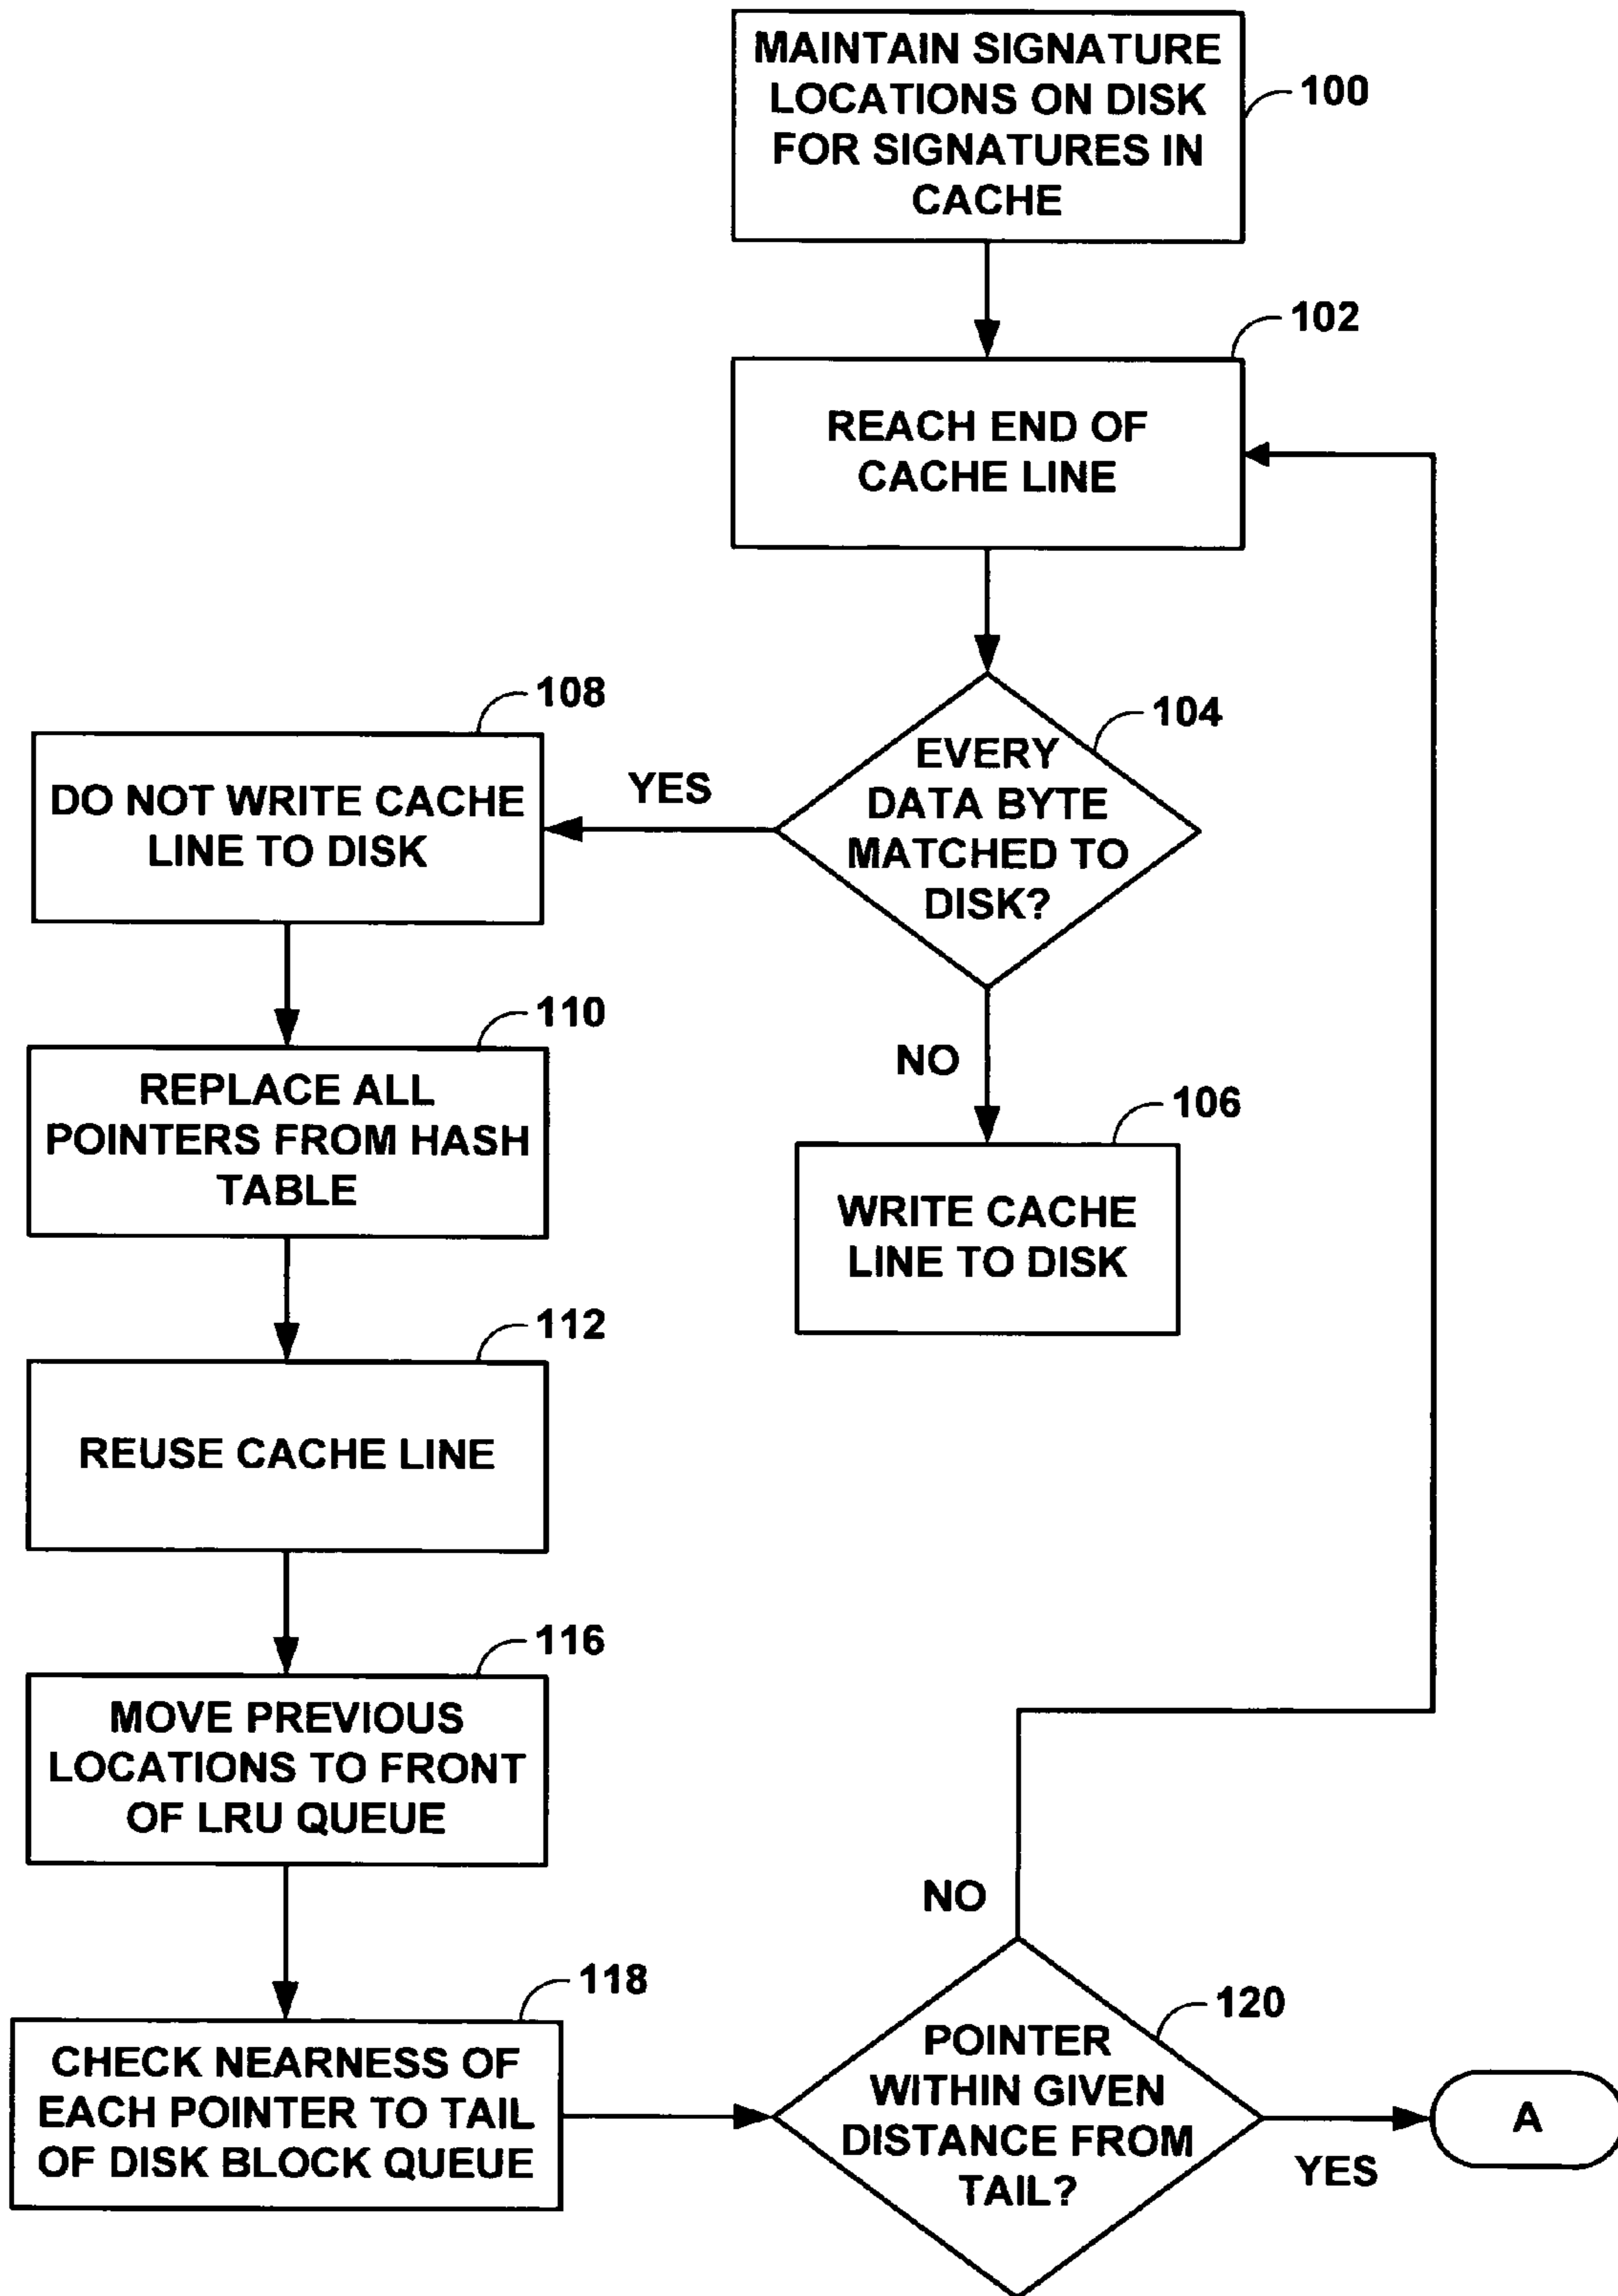 MAINTAIN SIGNATURE
LOCATIONS ON DISK
FOR SIGNATURES IN
CACHE
100
102
REACH END OF
CACHE LINE
104
EVERY
DATA BYTE
MATCHED TO
DISK?
YES
108
DO NOT WRITE CACHE
LINE TO DISK
NO
106
WRITE CACHE
LINE TO DISK
110
REPLACE ALL
POINTERS FROM HASH
TABLE
112
REUSE CACHE LINE
116
MOVE PREVIOUS
LOCATIONS TO FRONT
OF LRU QUEUE
118
CHECK NEARNESS OF
EACH POINTER TO TAIL
OF DISK BLOCK QUEUE
NO
120
POINTER
WITHIN GIVEN
DISTANCE FROM
TAIL?
YES
A